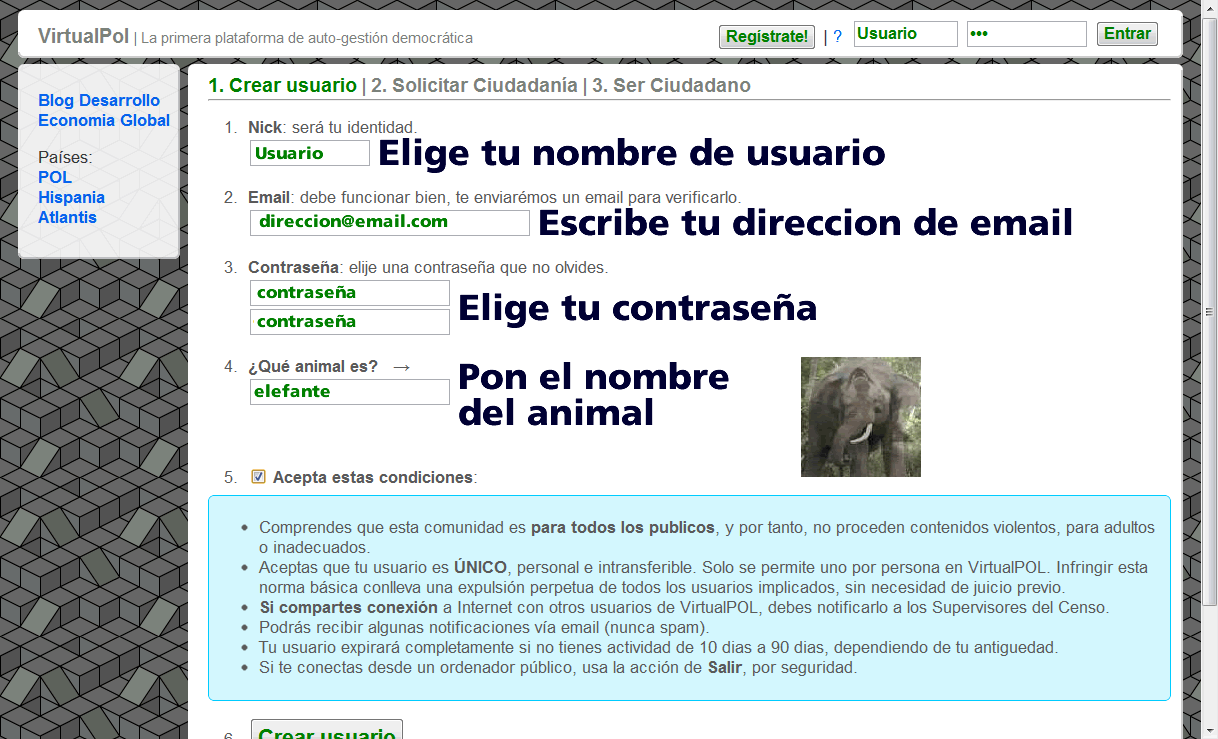 VirtualPol | La primera plataforma de auto-gestión democrática
Regístrate! | ? Usuario ••• Entrar
Blog Desarrollo
Economia Global
Países:
POL
Hispania
Atlantis
1. Crear usuario | 2. Solicitar Ciudadanía | 3. Ser Ciudadano
1. Nick: será tu identidad.
Usuario Elige tu nombre de usuario
2. Email: debe funcionar bien, te enviarémos un email para verificarlo.
direccion@email.com Escribe tu direccion de email
3. Contraseña: elije una contraseña que no olvides.
contraseña Elige tu contraseña
contraseña
4. ¿Qué animal es? →
elefante Pon el nombre
del animal
5. Acepta estas condiciones:
• Comprendes que esta comunidad es para todos los publicos, y por tanto, no proceden contenidos violentos, para adultos
o inadecuados.
• Aceptas que tu usuario es ÚNICO, personal e intransferible. Solo se permite uno por persona en VirtualPOL. Infringir esta
norma básica conlleva una expulsión perpetua de todos los usuarios implicados, sin necesidad de juicio previo.
• Si compartes conexión a Internet con otros usuarios de VirtualPOL, debes notificarlo a los Supervisores del Censo.
• Podrás recibir algunas notificaciones vía email (nunca spam).
• Tu usuario expirará completamente si no tienes actividad de 10 dias a 90 dias, dependiendo de tu antiguedad.
• Si te conectas desde un ordenador público, usa la acción de Salir, por seguridad.
6. Crear usuario